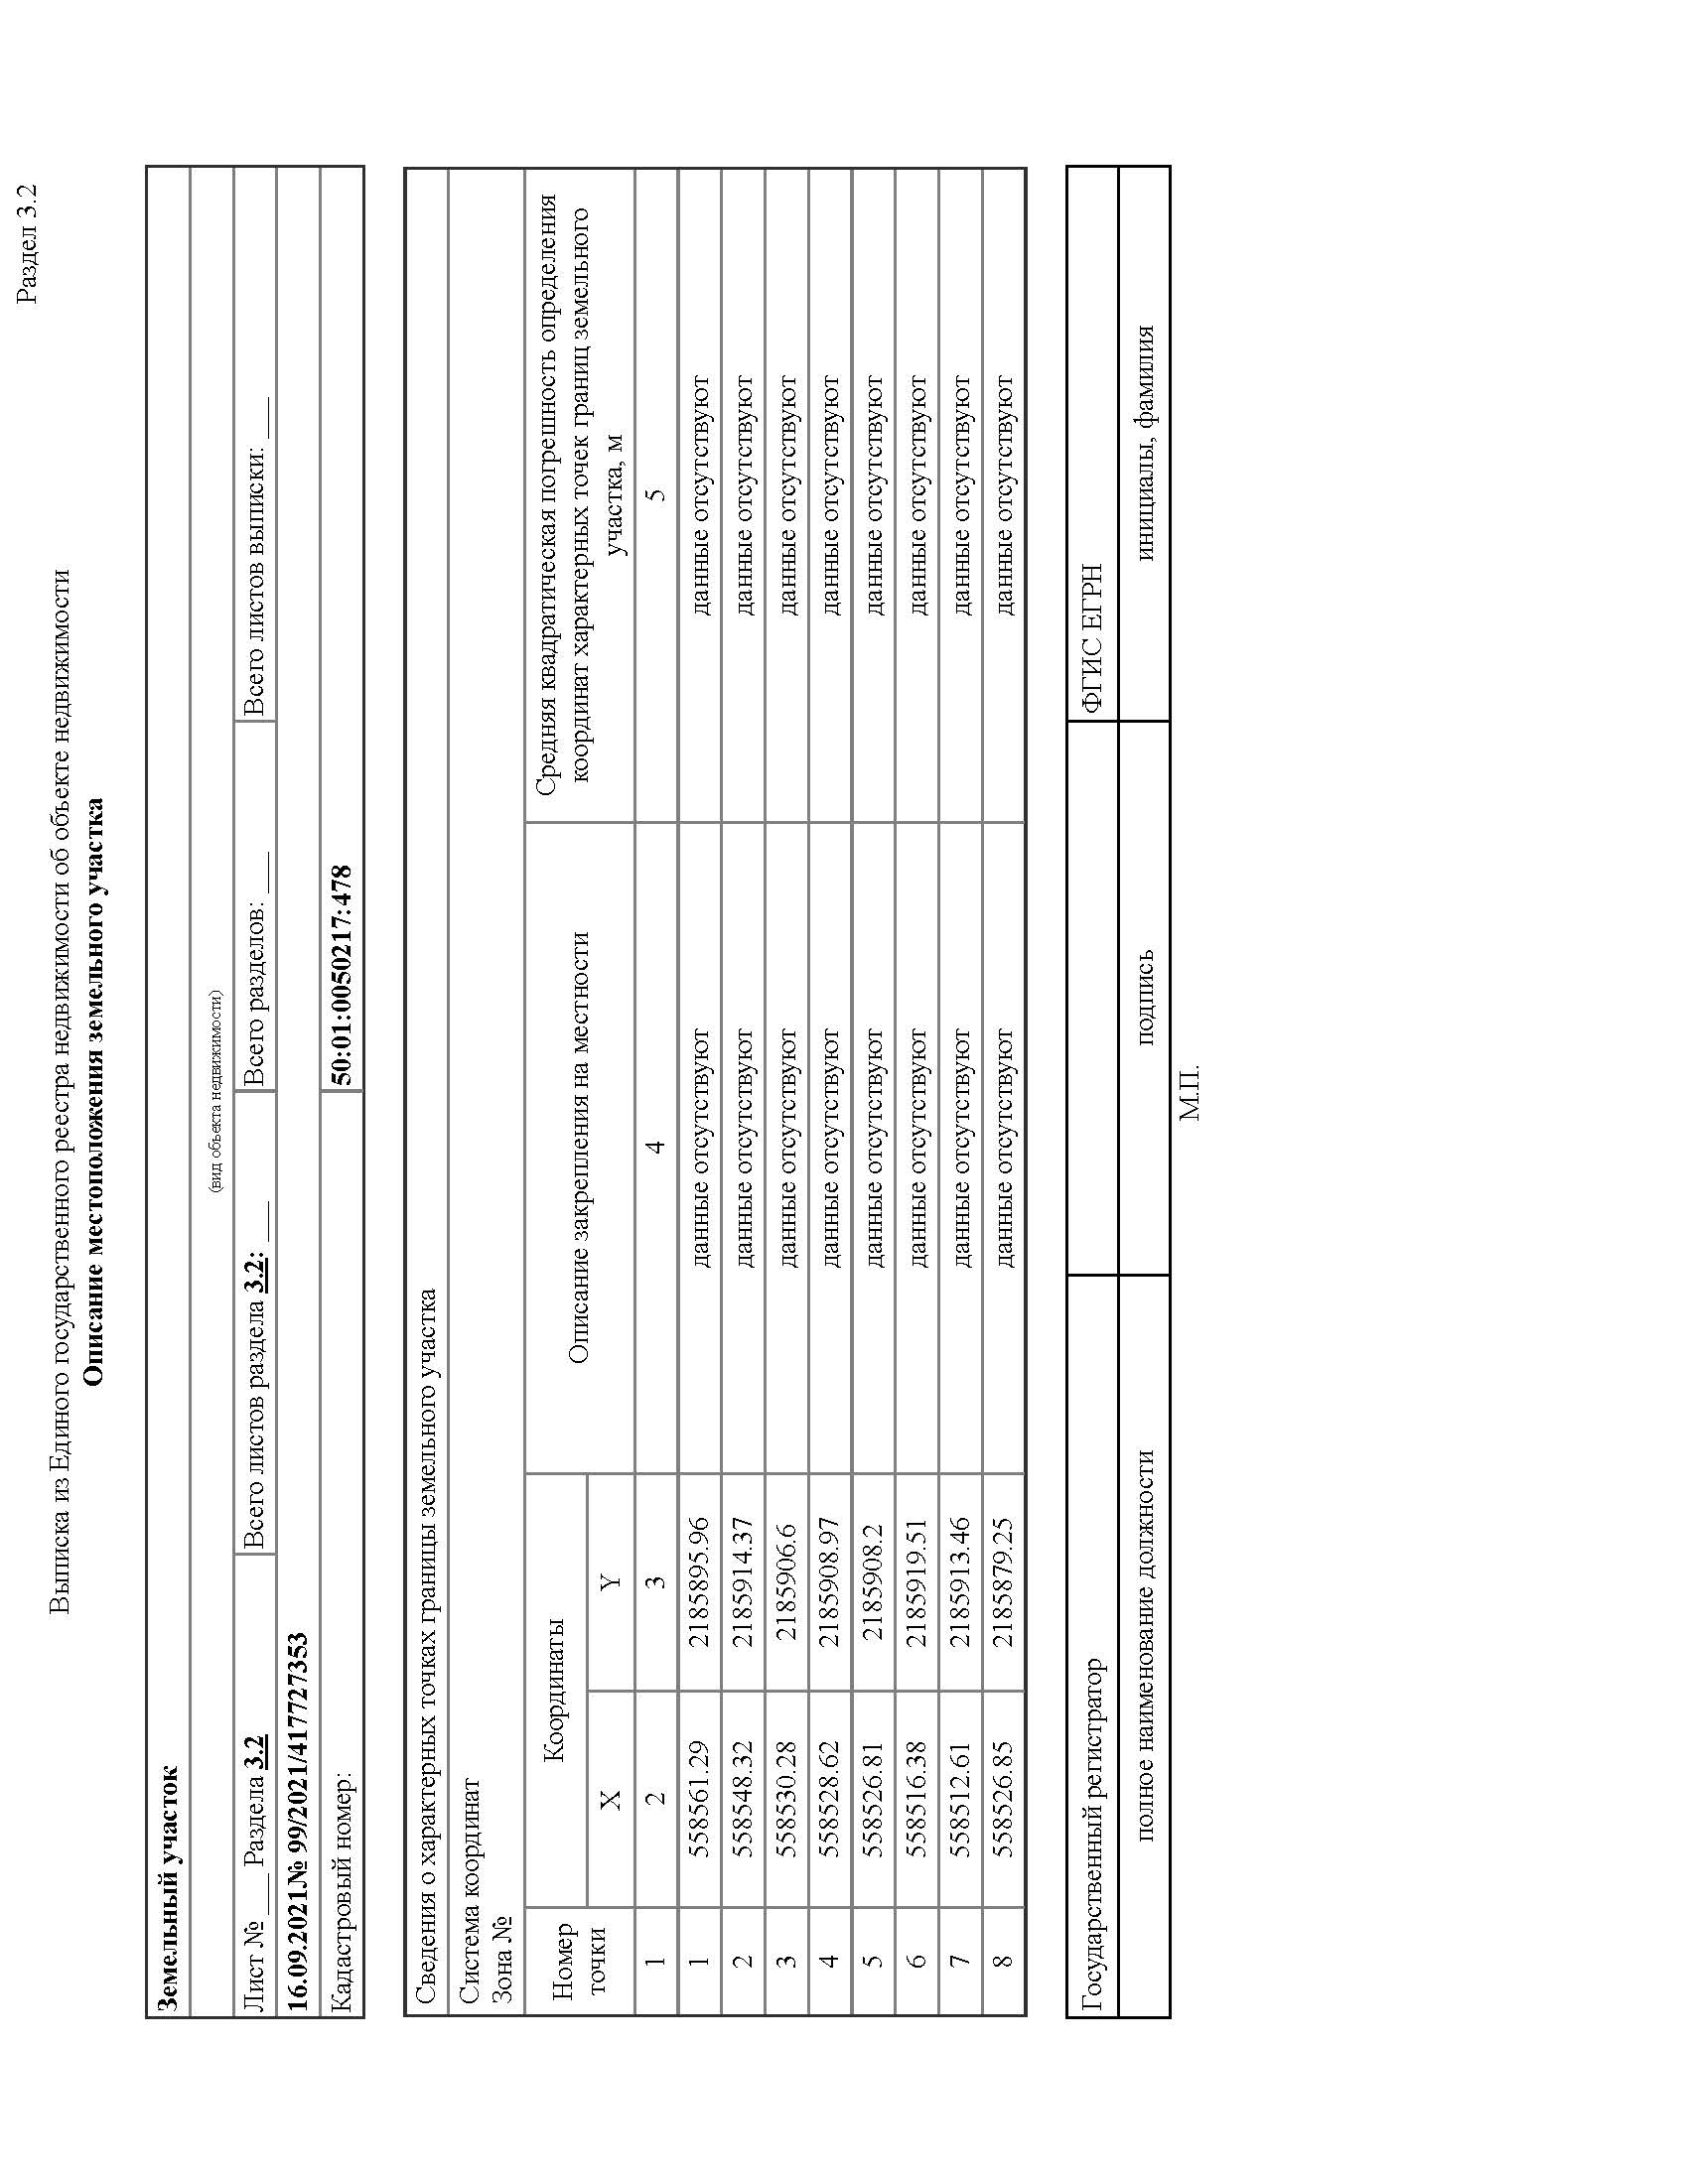 Раздел 3.2
Выписка из Единого государственного реестра недвижимости об объекте недвижимости
Описание местоположения земельного участка
Земельный участок
(вид объекта недвижимости)
Лист № ___ Раздела 3.2 Всего листов раздела 3.2: ___ Всего разделов: ___ Всего листов выписки: ___
16.09.2021№ 99/2021/417727353
Кадастровый номер: 50:01:0050217:478
Сведения о характерных точках границы земельного участка
Система координат
Зона №
Номер точки
Координаты
X Y
Описание закрепления на местности
Средняя квадратическая погрешность определения
координат характерных точек границ земельного
участка, м
1 2 3 4 5
1 558561.29 2185895.96 данные отсутствуют данные отсутствуют
2 558548.32 2185914.37 данные отсутствуют данные отсутствуют
3 558530.28 2185906.6 данные отсутствуют данные отсутствуют
4 558528.62 2185908.97 данные отсутствуют данные отсутствуют
5 558526.81 2185908.2 данные отсутствуют данные отсутствуют
6 558516.38 2185919.51 данные отсутствуют данные отсутствуют
7 558512.61 2185913.46 данные отсутствуют данные отсутствуют
8 558526.85 2185879.25 данные отсутствуют данные отсутствуют
Государственный регистратор ФГИС ЕГРН
полное наименование должности подпись инициалы, фамилия
М.П.